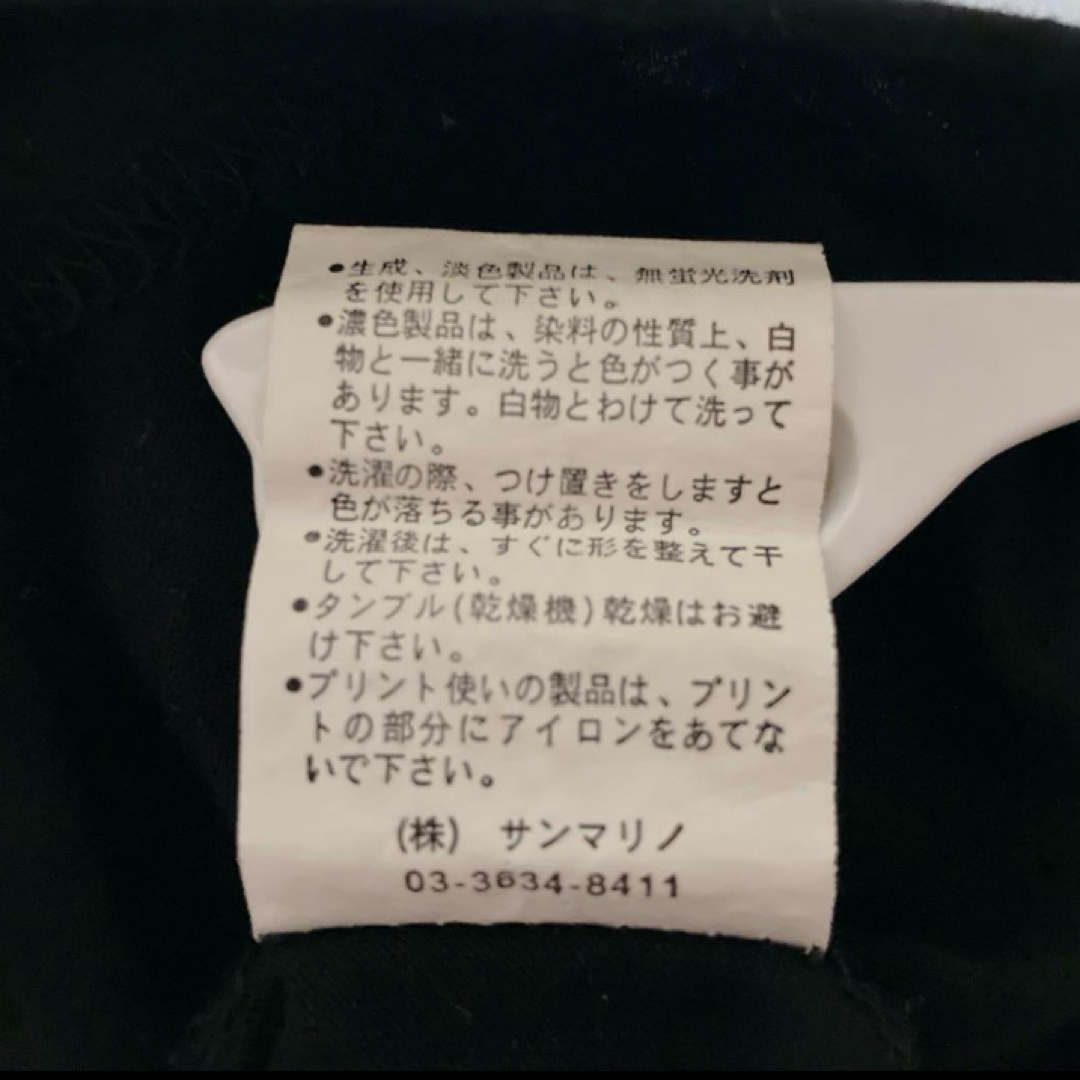 ●生成、淡色製品は、無蛍光洗剤
を使用して下さい。
●濃色製品は、染料の性質上、白
物と一緒に洗うと色がつく事が
あります。白物とわけて洗って
下さい。
●洗濯の際、つけ置きをしますと
色が落ちる事があります。
●洗濯後は、すぐに形を整えて干
して下さい。
●タンブル(乾燥機)乾燥はお避
け下さい。
●プリント使いの製品は、プリン
トの部分にアイロンをあてな
いで下さい。
(株) サンマリノ
03-3634-8411